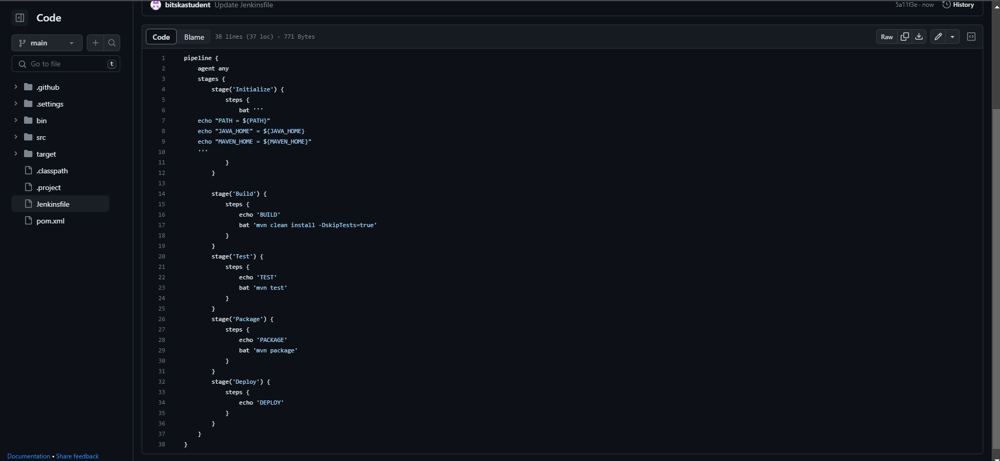 bitskastudent Update Jenkinsfile
5a11f3e · now
History
Code
main
Go to file
t
.github
.settings
bin
src
target
.classpath
.project
Jenkinsfile
pom.xml
Documentation • Share feedback
Code
Blame
38 lines (37 loc) · 771 Bytes
Raw
1 pipeline {
2     agent any
3     stages {
4         stage('Initialize') {
5             steps {
6                 bat '''
7     echo "PATH = ${PATH}"
8     echo "JAVA_HOME" = ${JAVA_HOME}
9     echo "MAVEN_HOME = ${MAVEN_HOME}"
10     '''
11             }
12         }
13
14         stage('Build') {
15             steps {
16                 echo 'BUILD'
17                 bat 'mvn clean install -DskipTests=true'
18             }
19         }
20         stage('Test') {
21             steps {
22                 echo 'TEST'
23                 bat 'mvn test'
24             }
25         }
26         stage('Package') {
27             steps {
28                 echo 'PACKAGE'
29                 bat 'mvn package'
30             }
31         }
32         stage('Deploy') {
33             steps {
34                 echo 'DEPLOY'
35             }
36         }
37     }
38 }